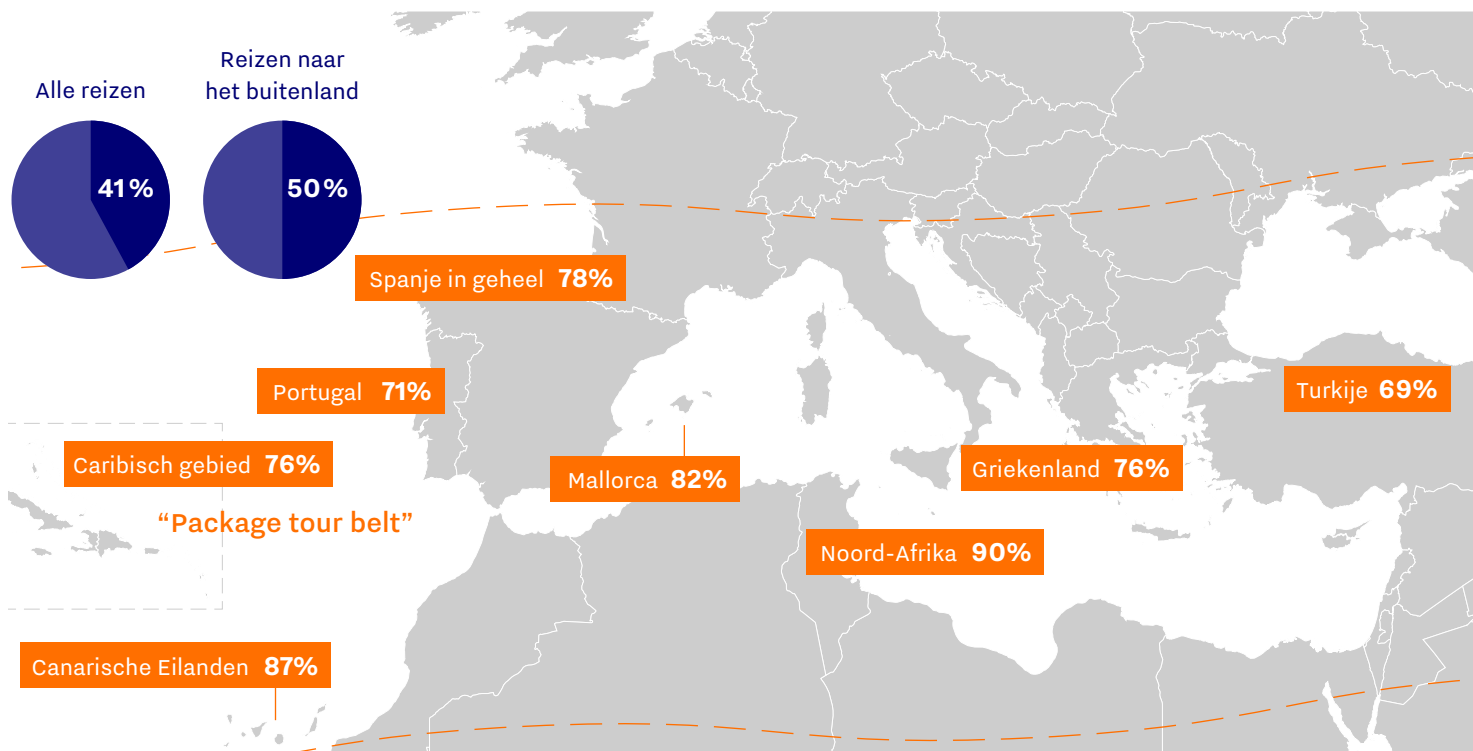 Alle reizen
41%
Reizen naar
het buitenland
50%
Spanje in geheel 78%
Portugal 71%
Turkije 69%
Caribisch gebied 76%
Mallorca 82%
Griekenland 76%
“Package tour belt”
Noord-Afrika 90%
Canarische Eilanden 87%